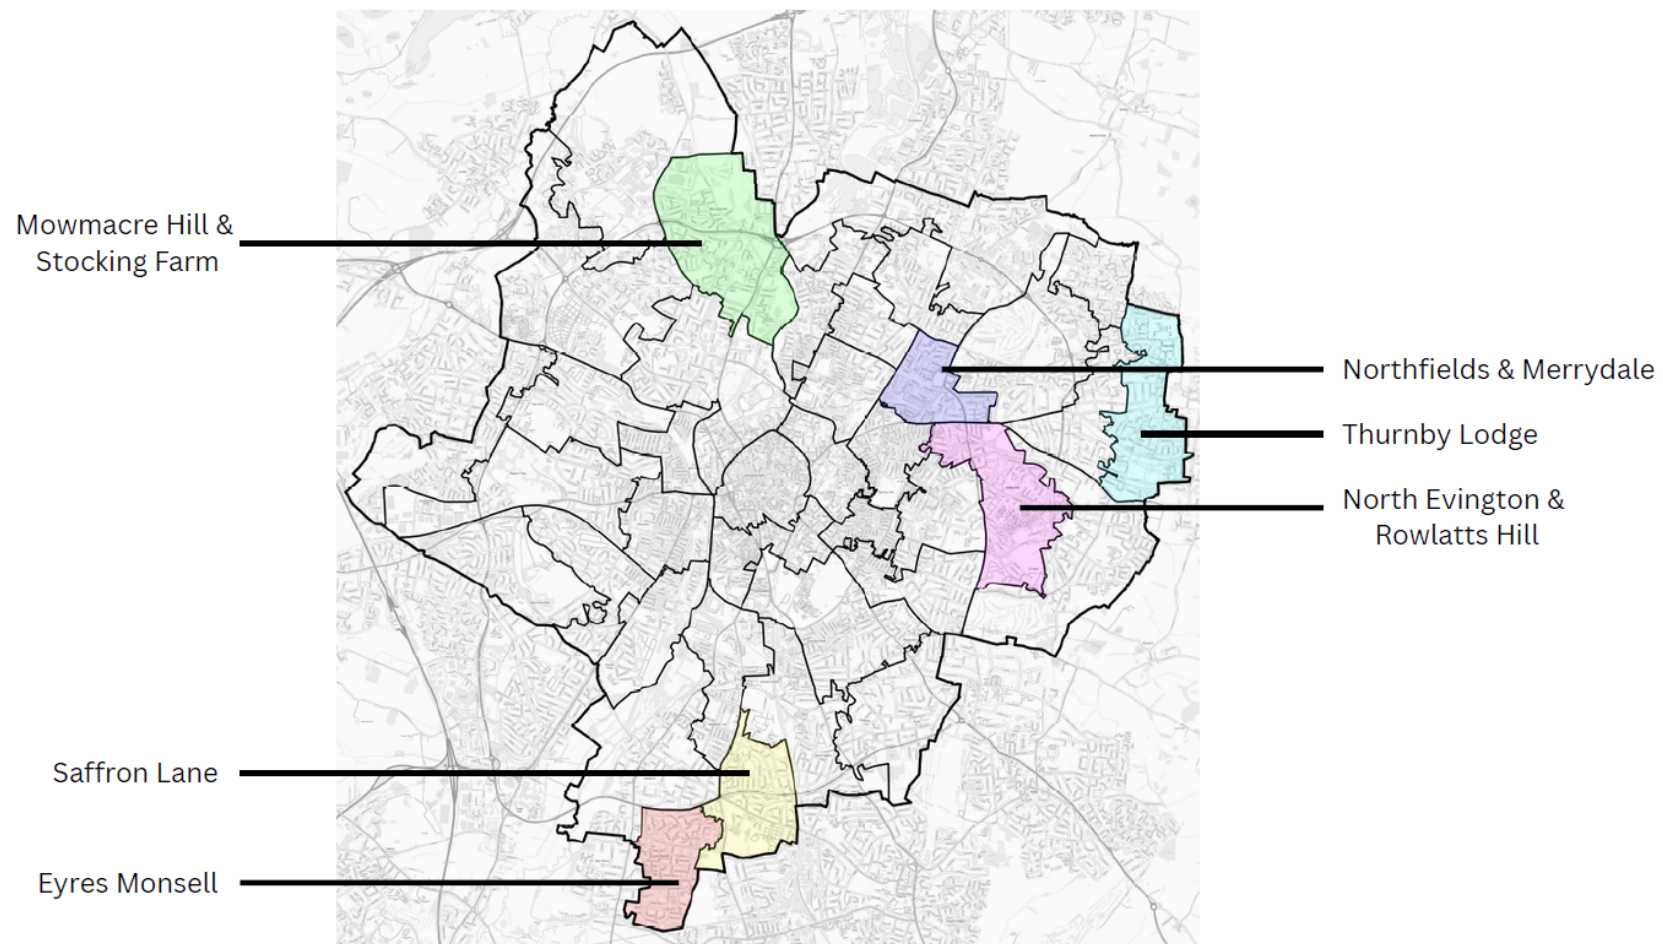 Mowmacre Hill &
Stocking Farm
Northfields & Merrydale
Thurnby Lodge
North Evington &
Rowlatts Hill
Saffron Lane
Eyres Monsell